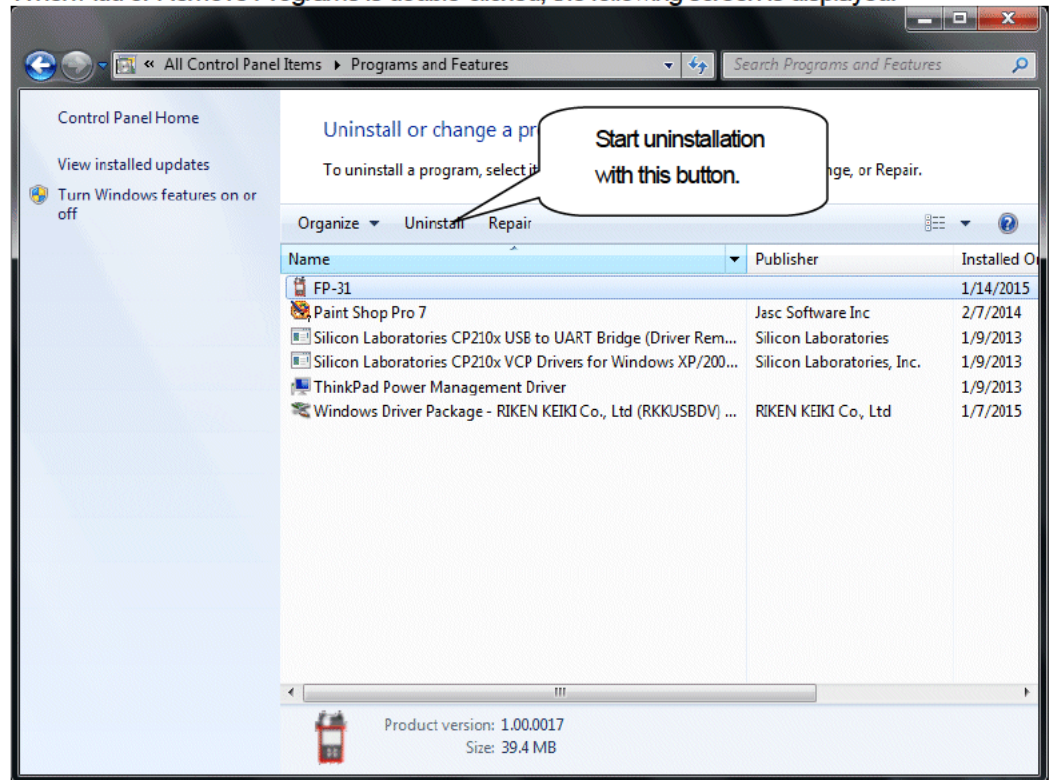 All Control Panel Items ▸ Programs and Features
Search Programs and Features
Control Panel Home
View installed updates
Turn Windows features on or
off
Uninstall or change a pr
To uninstall a program, select it
nge, or Repair.
Start uninstallation
with this button.
Organize Uninstall Repair
Name Publisher Installed O
FP-31 1/14/2015
Paint Shop Pro 7 Jasc Software Inc 2/7/2014
Silicon Laboratories CP210x USB to UART Bridge (Driver Rem... Silicon Laboratories 1/9/2013
Silicon Laboratories CP210x VCP Drivers for Windows XP/200... Silicon Laboratories, Inc. 1/9/2013
ThinkPad Power Management Driver 1/9/2013
Windows Driver Package - RIKEN KEIKI Co., Ltd (RKKUSBDV) ... RIKEN KEIKI Co., Ltd 1/7/2015
Product version: 1.00.0017
Size: 39.4 MB